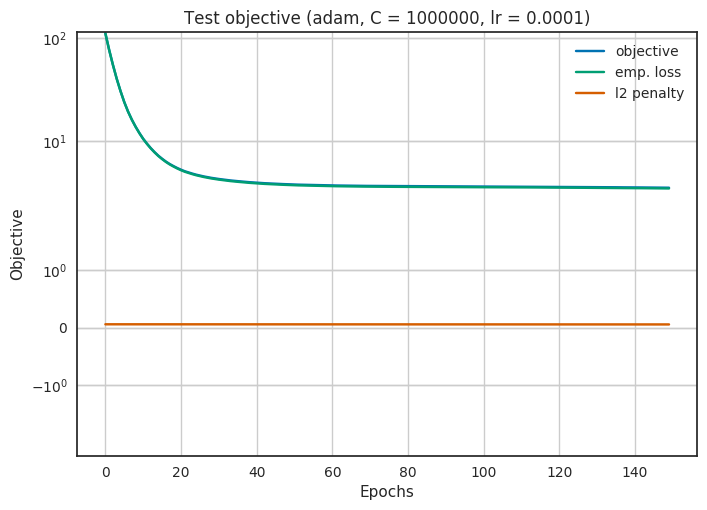 Test objective (adam, C = 1000000, lr = 0.0001)
objective
emp. loss
l2 penalty
10²
10¹
10⁰
0
−10⁰
Objective
0 20 40 60 80 100 120 140
Epochs